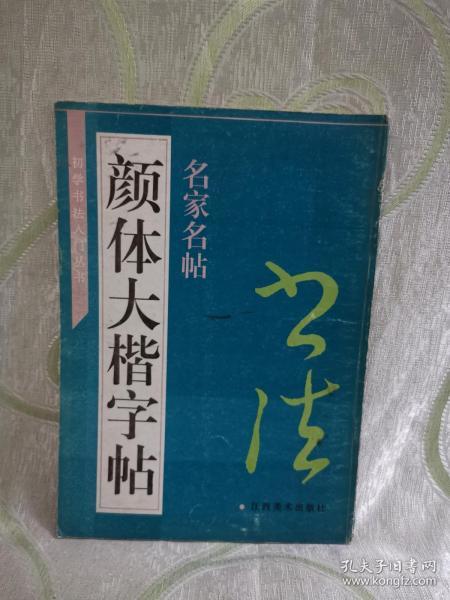 初学书法入门丛书
颜体大楷字帖
名家名帖
书法
江西美术出版社
孔夫子旧书网
www.kongfz.com